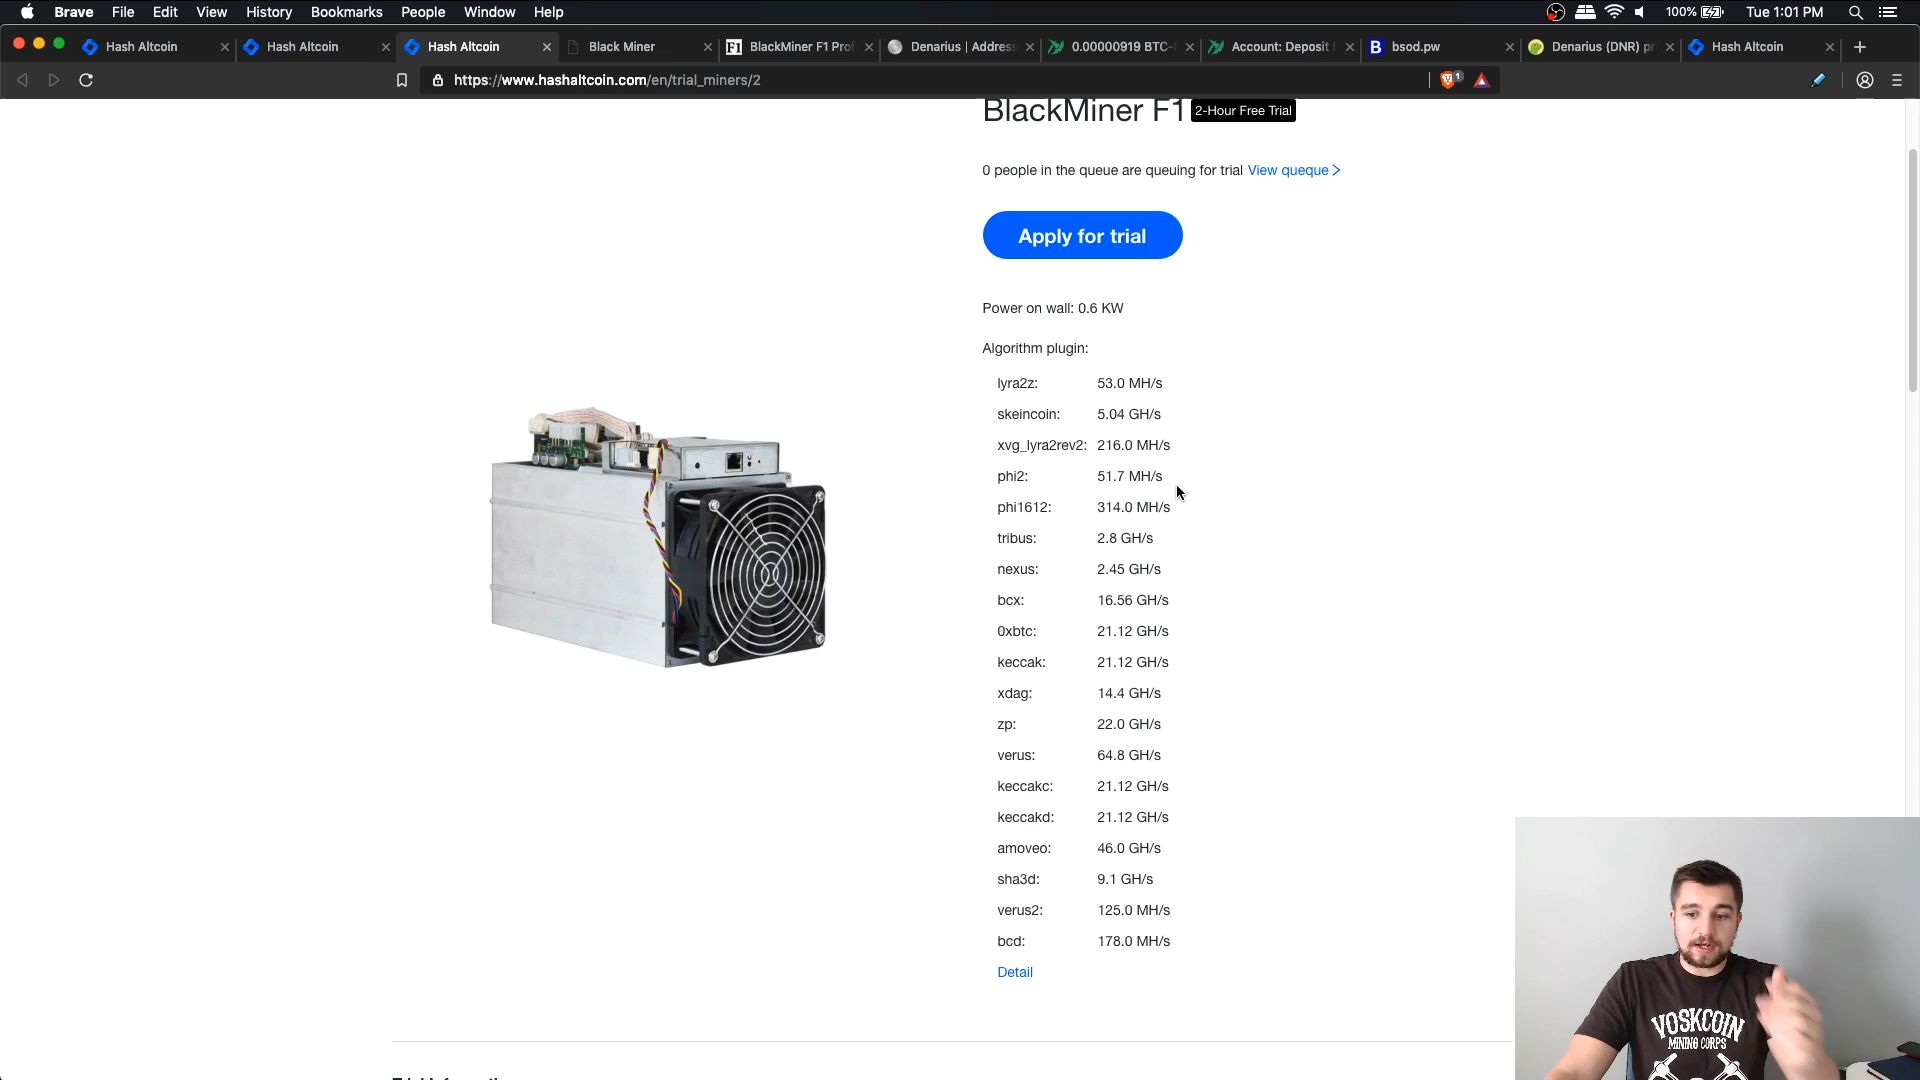 Brave File Edit View History Bookmarks People Window Help 100% Tue 1:01 PM
Hash Altcoin Hash Altcoin Hash Altcoin Black Miner F1 BlackMiner F1 Prof Denarius | Address 0.00000919 BTC- Account: Deposit B bsod.pw Denarius (DNR) pr Hash Altcoin
https://www.hashaltcoin.com/en/trial_miners/2 1
BlackMiner F1 2-Hour Free Trial
0 people in the queue are queuing for trial View queque >
Apply for trial
Power on wall: 0.6 KW
Algorithm plugin:
lyra2z: 53.0 MH/s
skeincoin: 5.04 GH/s
xvg_lyra2rev2: 216.0 MH/s
phi2: 51.7 MH/s
phi1612: 314.0 MH/s
tribus: 2.8 GH/s
nexus: 2.45 GH/s
bcx: 16.56 GH/s
0xbtc: 21.12 GH/s
keccak: 21.12 GH/s
xdag: 14.4 GH/s
zp: 22.0 GH/s
verus: 64.8 GH/s
keccakc: 21.12 GH/s
keccakd: 21.12 GH/s
amoveo: 46.0 GH/s
sha3d: 9.1 GH/s
verus2: 125.0 MH/s
bcd: 178.0 MH/s
Detail
VOSKCOIN
MINING CORPS